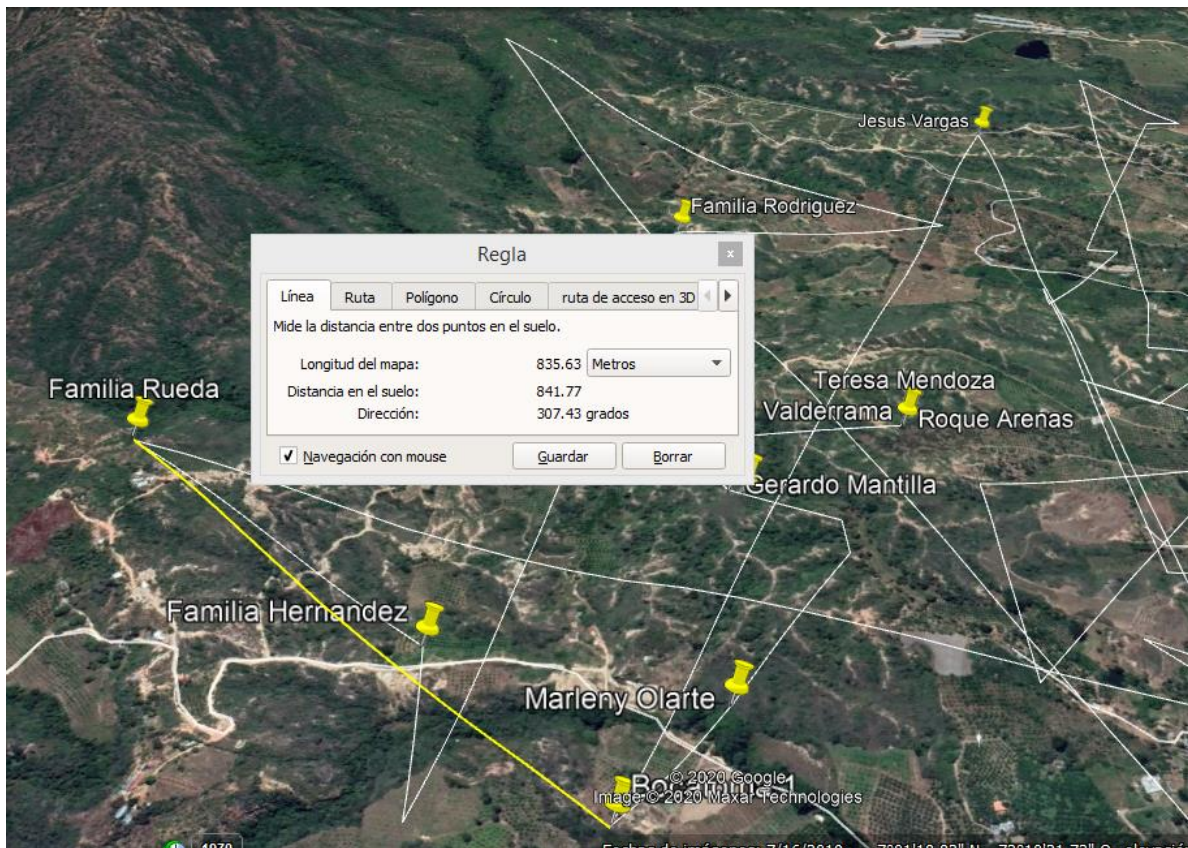 Jesus Vargas
Familia Rodriguez
Regla
x
Línea Ruta Polígono Círculo ruta de acceso en 3D
Mide la distancia entre dos puntos en el suelo.
Longitud del mapa: 835.63 Metros
Distancia en el suelo: 841.77
Dirección: 307.43 grados
Navegación con mouse Guardar Borrar
Familia Rueda
Teresa Mendoza
Valderrama Roque Arenas
Gerardo Mantilla
Familia Hernandez
Marleny Olarte
© 2020 Google
Image © 2020 Maxar Technologies